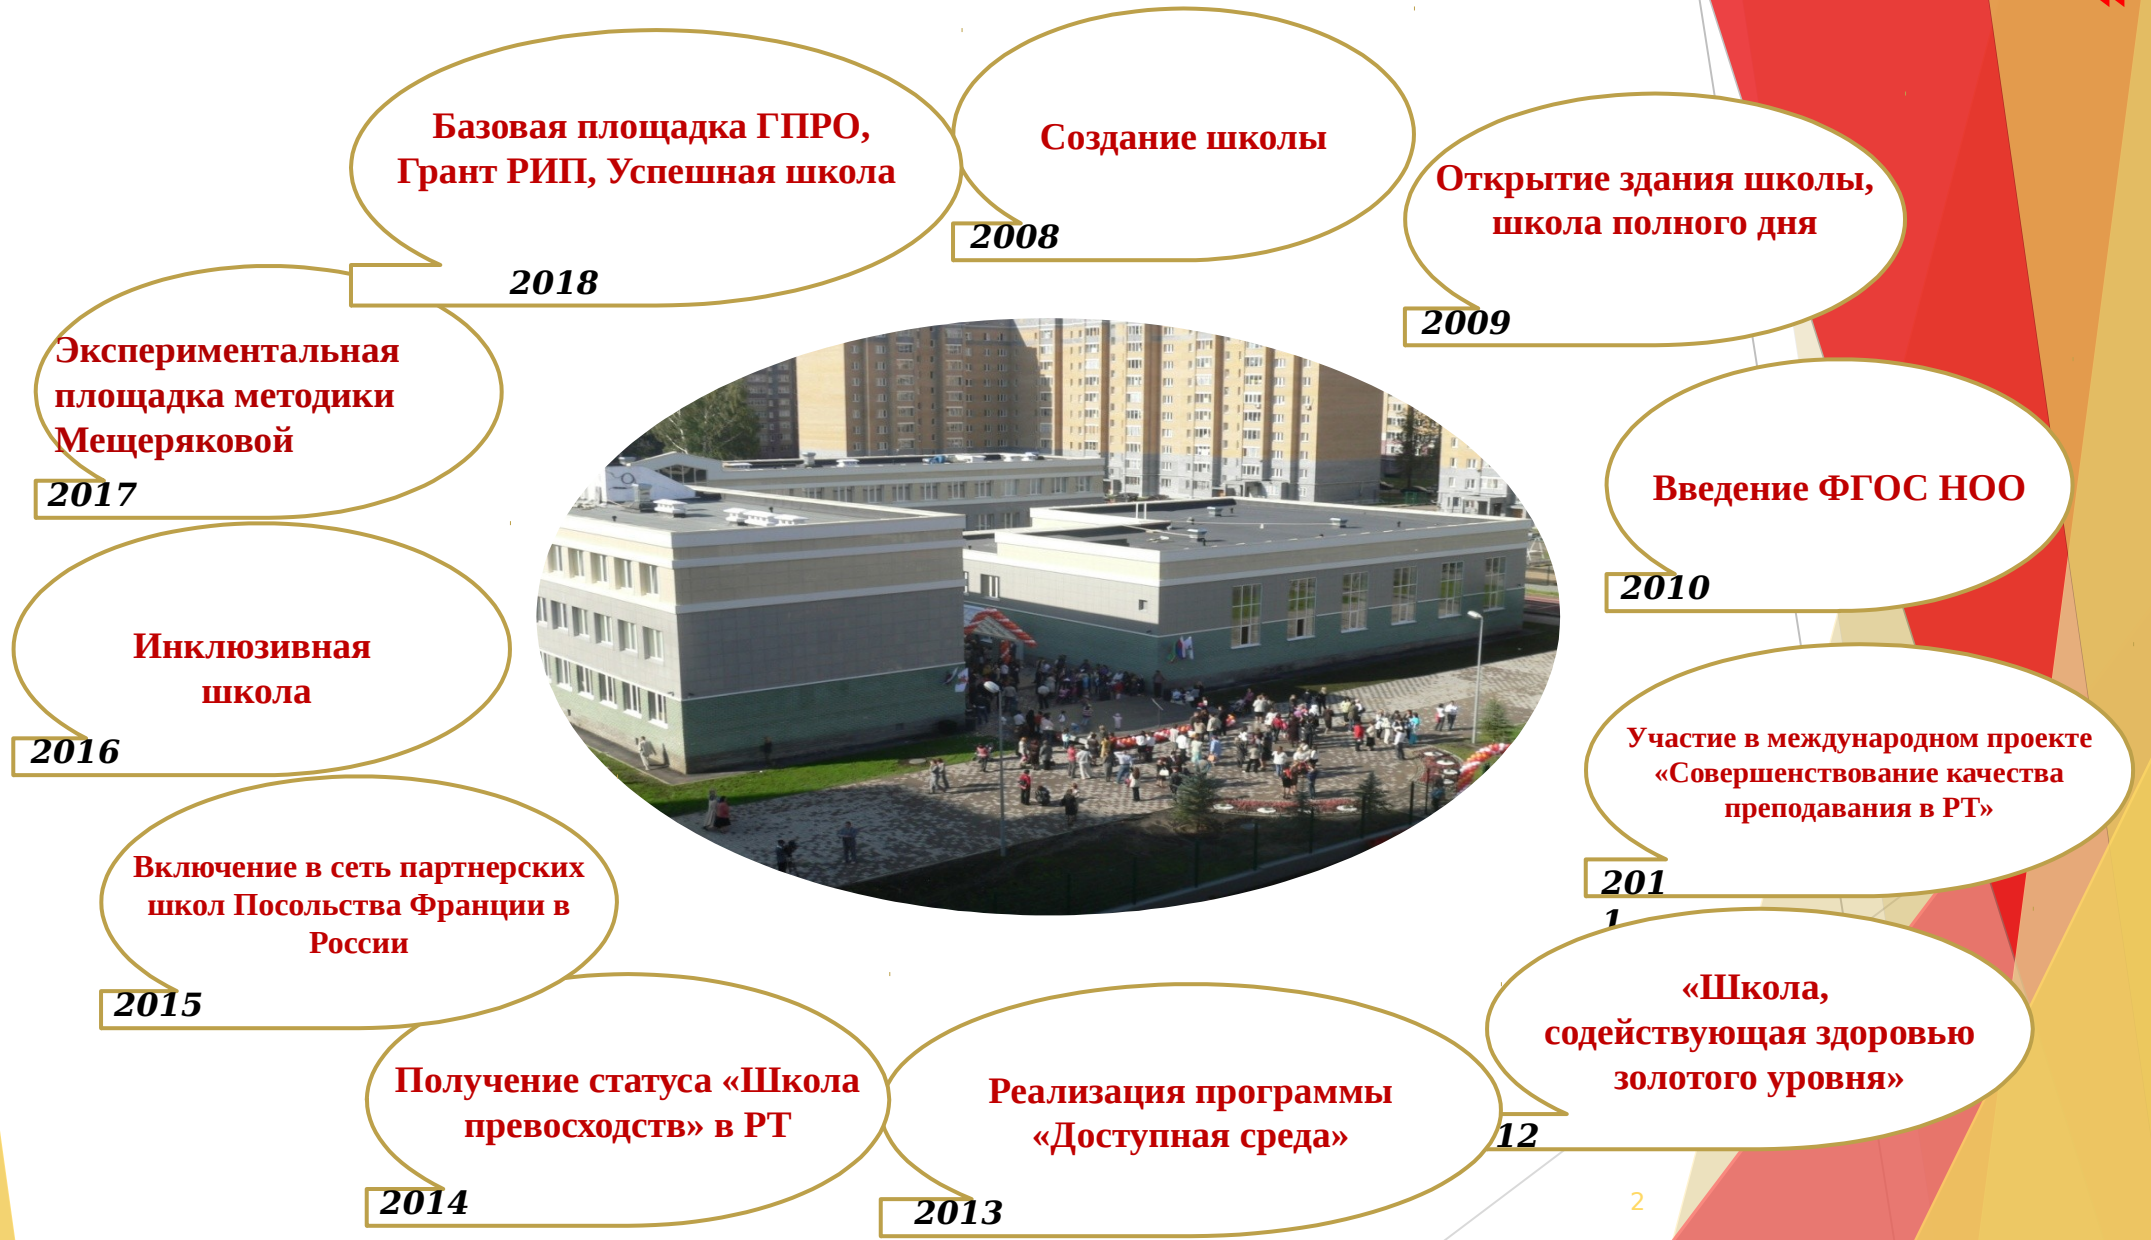 Создание школы
2008
Открытие здания школы,
школа полного дня
2009
Введение ФГОС НОО
2010
Участие в международном проекте
«Совершенствование качества
преподавания в РТ»
201
1
«Школа,
содействующая здоровью
золотого уровня»
12
Реализация программы
«Доступная среда»
2013
Получение статуса «Школа
превосходств» в РТ
2014
Включение в сеть партнерских
школ Посольства Франции в
России
2015
Инклюзивная
школа
2016
Экспериментальная
площадка методики
Мещеряковой
2017
Базовая площадка ГПРО,
Грант РИП, Успешная школа
2018
2